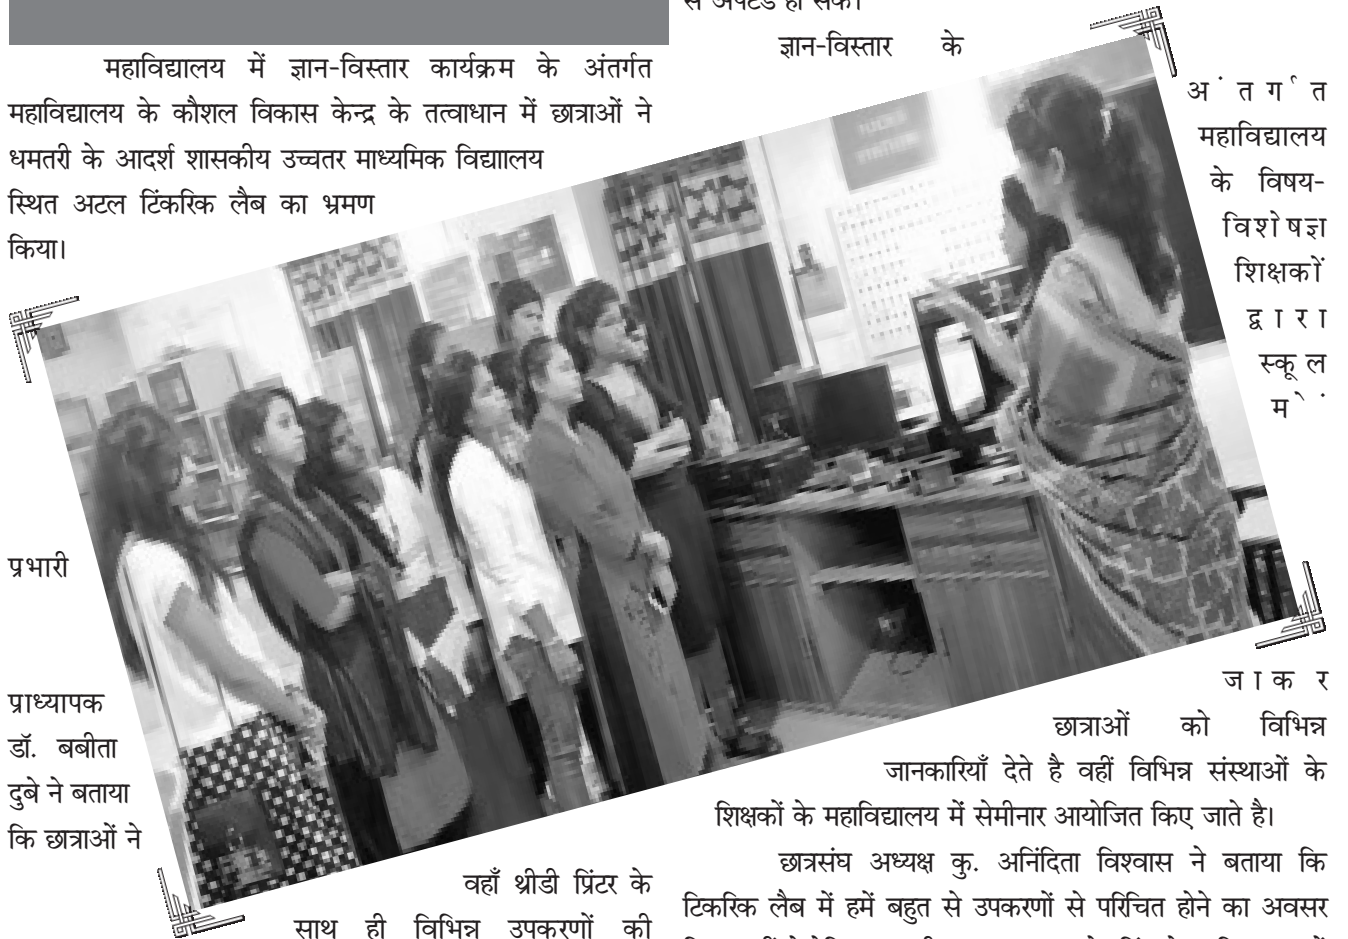 महाविद्यालय में ज्ञान-विस्तार कार्यक्रम के अंतर्गत
महाविद्यालय के कौशल विकास केन्द्र के तत्वाधान में छात्राओं ने
धमतरी के आदर्श शासकीय उच्चतर माध्यमिक विद्याालय
स्थित अटल टिंकरिक लैब का भ्रमण
किया।
प्रभारी
प्राध्यापक
डॉ. बबीता
दुबे ने बताया
कि छात्राओं ने
वहाँ थ्रीडी प्रिंटर के
साथ ही विभिन्न उपकरणों की
से अपटेड हो सके।
ज्ञान-विस्तार के
अंतर्गत
महाविद्यालय
के विषय-
विशेषज्ञ
शिक्षकों
द्वारा
स्कूल
में
जाकर
छात्राओं को विभिन्न
जानकारियाँ देते है वहीं विभिन्न संस्थाओं के
शिक्षकों के महाविद्यालय में सेमीनार आयोजित किए जाते है।
छात्रसंघ अध्यक्ष कु. अनिंदिता विश्वास ने बताया कि
टिकरिक लैब में हमें बहुत से उपकरणों से परिचित होने का अवसर